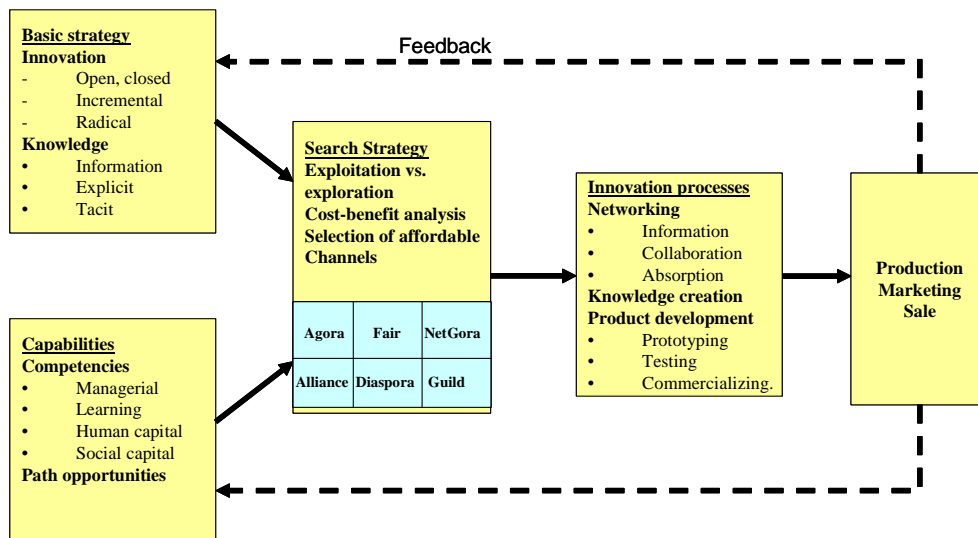 Feedback
Basic strategy
Innovation
- Open, closed
- Incremental
- Radical
Knowledge
• Information
• Explicit
• Tacit
Capabilities
Competencies
• Managerial
• Learning
• Human capital
• Social capital
Path opportunities
Search Strategy
Exploitation vs.
exploration
Cost-benefit analysis
Selection of affordable
Channels
Agora Fair NetGora
Alliance Diaspora Guild
Innovation processes
Networking
• Information
• Collaboration
• Absorption
Knowledge creation
Product development
• Prototyping
• Testing
• Commercializing.
Production
Marketing
Sale